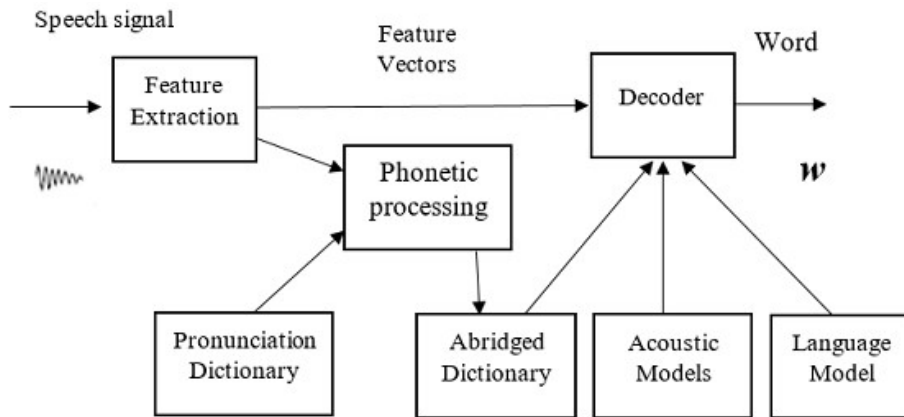 Speech signal
Feature
Vectors
Word
Feature
Extraction
Decoder
Phonetic
processing
w
Pronunciation
Dictionary
Abridged
Dictionary
Acoustic
Models
Language
Model